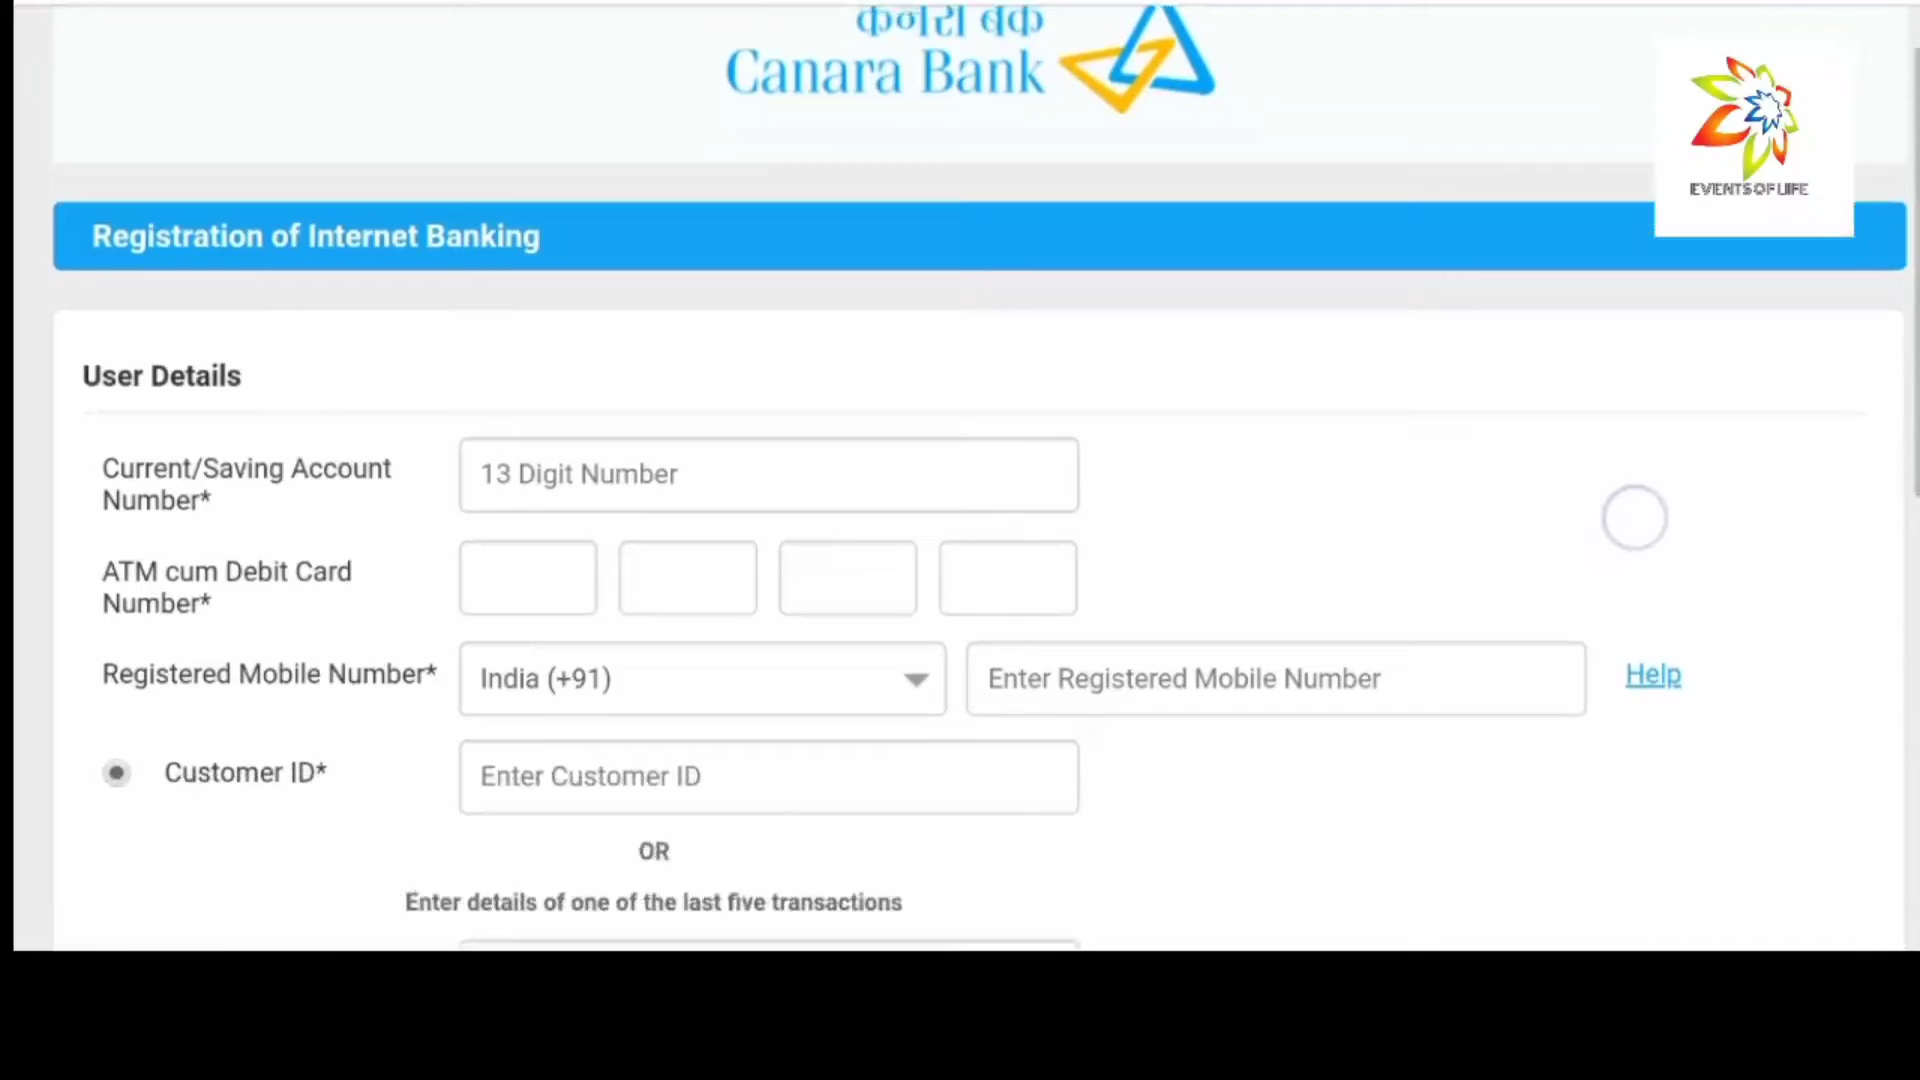 केनरा बैंक
Canara Bank
EVENTS OF LIFE
Registration of Internet Banking
User Details
Current/Saving Account
Number*
13 Digit Number
ATM cum Debit Card
Number*
Registered Mobile Number*
India (+91)
Enter Registered Mobile Number
Help
Customer ID*
Enter Customer ID
OR
Enter details of one of the last five transactions